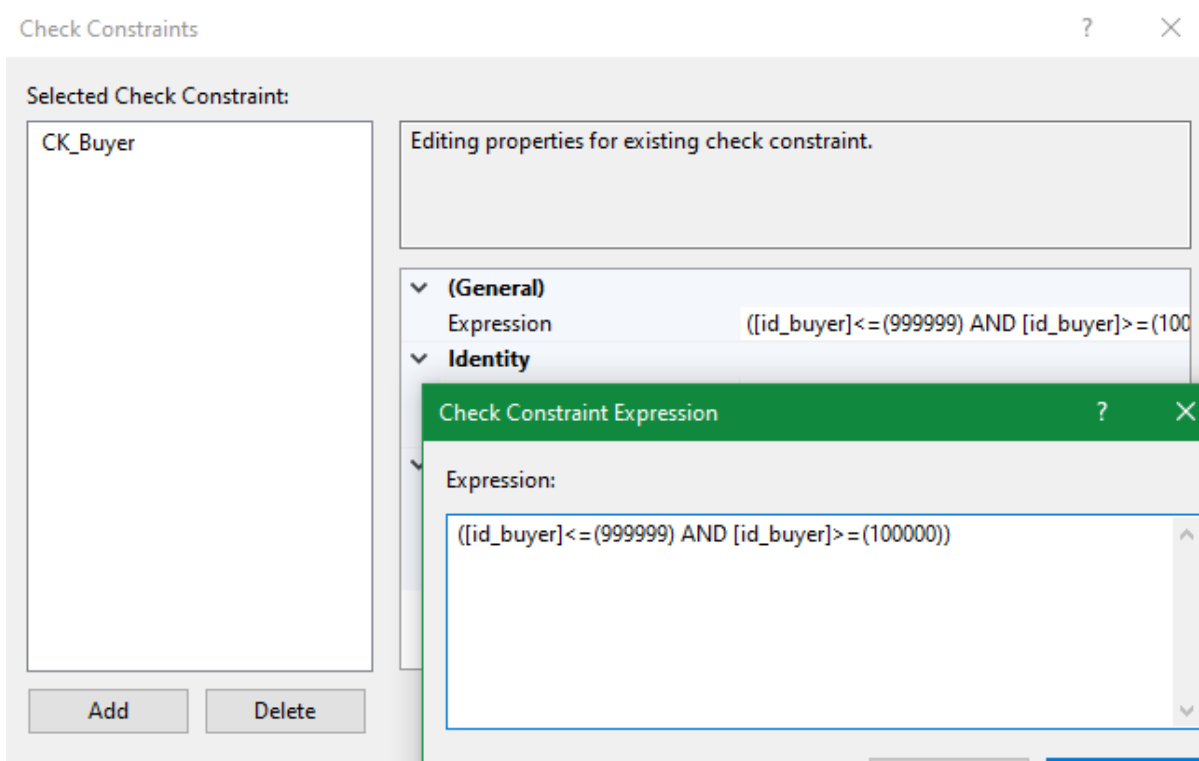 Check Constraints
?
Selected Check Constraint:
CK_Buyer
Editing properties for existing check constraint.
(General)
Expression ([id_buyer]<=(999999) AND [id_buyer]>=(100
Identity
Check Constraint Expression
?
Expression:
([id_buyer]<=(999999) AND [id_buyer]>=(100000))
Add Delete